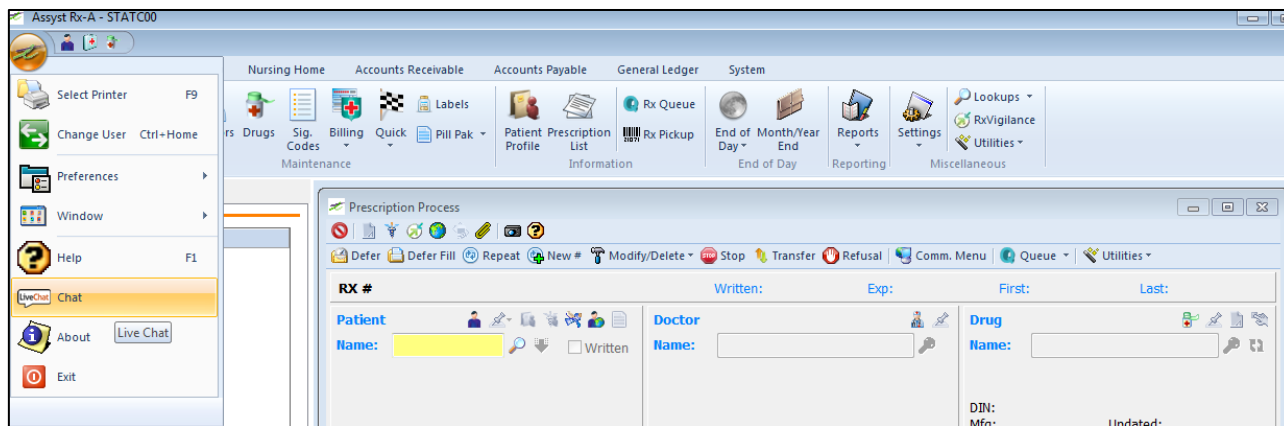 Assyst Rx-A - STATC00
Nursing Home Accounts Receivable Accounts Payable General Ledger System
Select Printer F9
Change User Ctrl+Home
Preferences
Window
Help F1
LiveChat Chat
Live Chat
About
Exit
rs Drugs Sig. Codes Billing Quick Labels Pill Pak
Maintenance
Patient Profile Prescription List Rx Queue Rx Pickup
Information
End of Day Month/Year End
End of Day
Reports
Reporting
Settings Lookups RxVigilance Utilities
Miscellaneous
Prescription Process
Defer Defer Fill Repeat New # Modify/Delete Stop Transfer Refusal Comm. Menu Queue Utilities
RX # Written: Exp: First: Last:
Patient Doctor Drug
Name: Written Name: Name:
DIN:
Mfg: Updated: